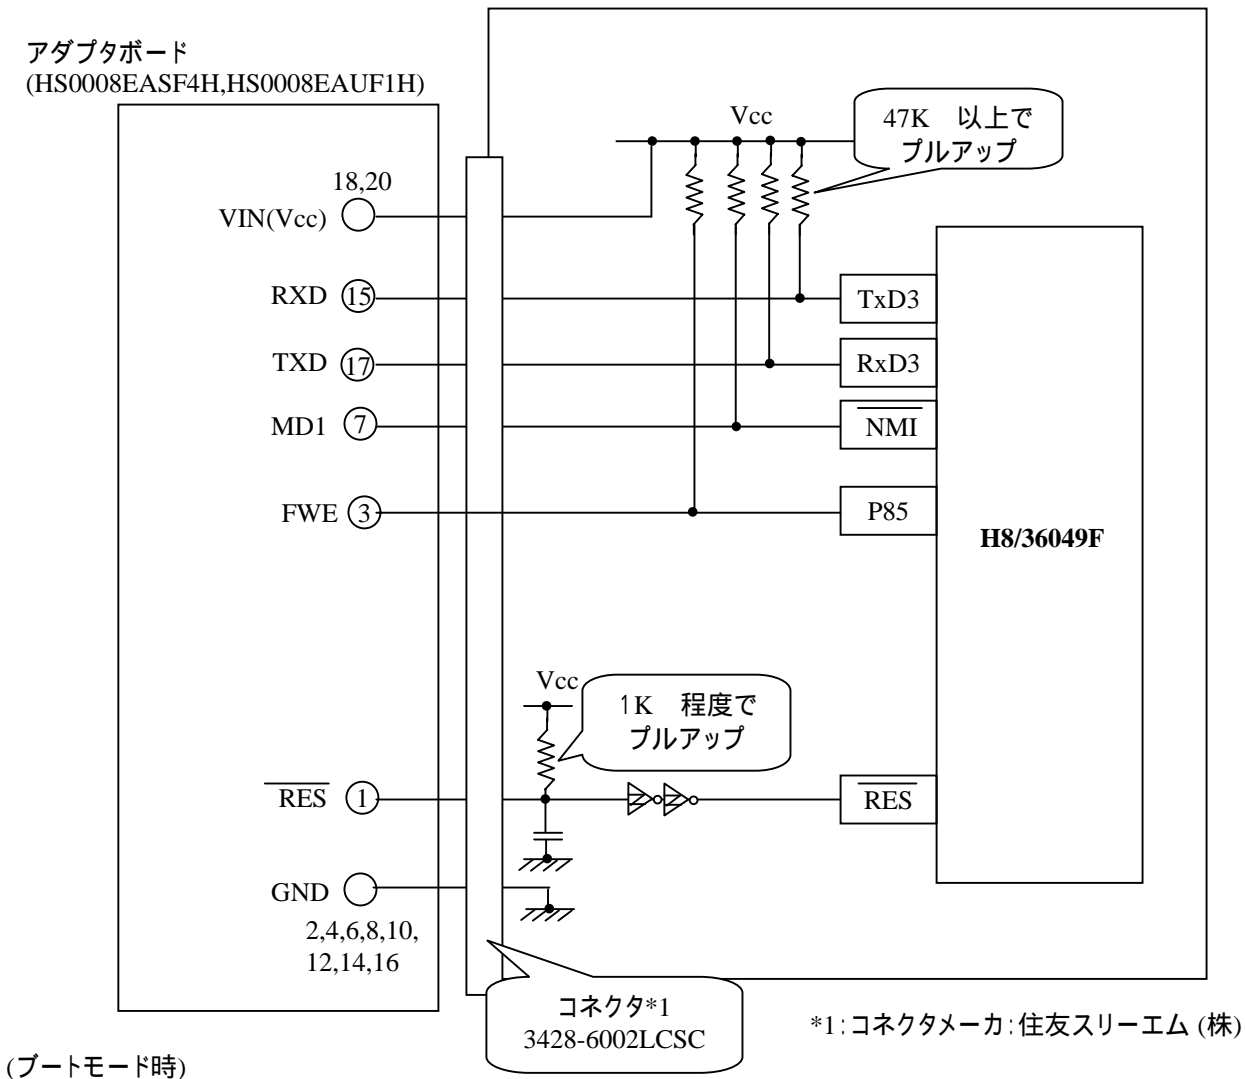 アダプタボード
(HS0008EASF4H,HS0008EAUF1H)
Vcc
47K 以上で
プルアップ
18,20
VIN(Vcc)
RXD 15
TxD3
TXD 17
RxD3
MD1 7
NMI
FWE 3
P85
H8/36049F
Vcc
1K 程度で
プルアップ
RES 1
RES
GND
2,4,6,8,10,
12,14,16
コネクタ*1
3428-6002LCSC
*1:コネクタメーカ:住友スリーエム (株)
(ブートモード時)